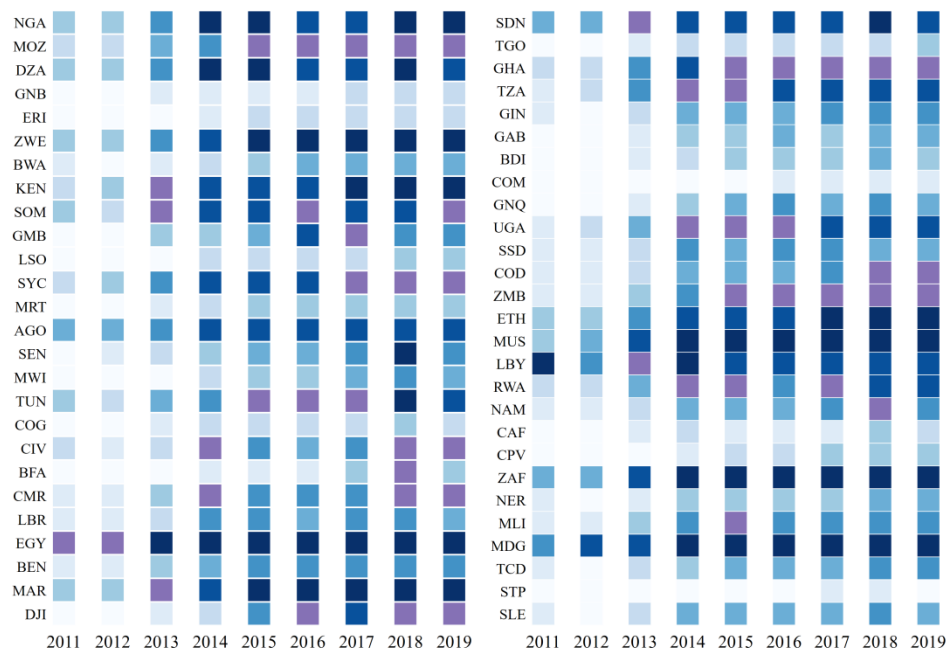 NGA
MOZ
DZA
GNB
ERI
ZWE
BWA
KEN
SOM
GMB
LSO
SYC
MRT
AGO
SEN
MWI
TUN
COG
CIV
BFA
CMR
LBR
EGY
BEN
MAR
DJI
2011 2012 2013 2014 2015 2016 2017 2018 2019
SDN
TGO
GHA
TZA
GIN
GAB
BDI
COM
GNQ
UGA
SSD
COD
ZMB
ETH
MUS
LBY
RWA
NAM
CAF
CPV
ZAF
NER
MLI
MDG
TCD
STP
SLE
2011 2012 2013 2014 2015 2016 2017 2018 2019